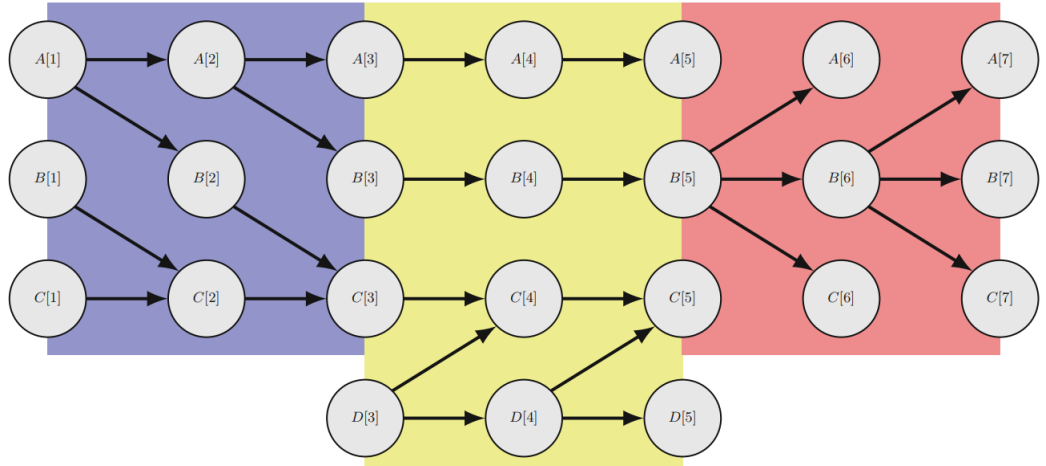 A[1] A[2] A[3] A[4] A[5] A[6] A[7]
B[1] B[2] B[3] B[4] B[5] B[6] B[7]
C[1] C[2] C[3] C[4] C[5] C[6] C[7]
D[3] D[4] D[5]